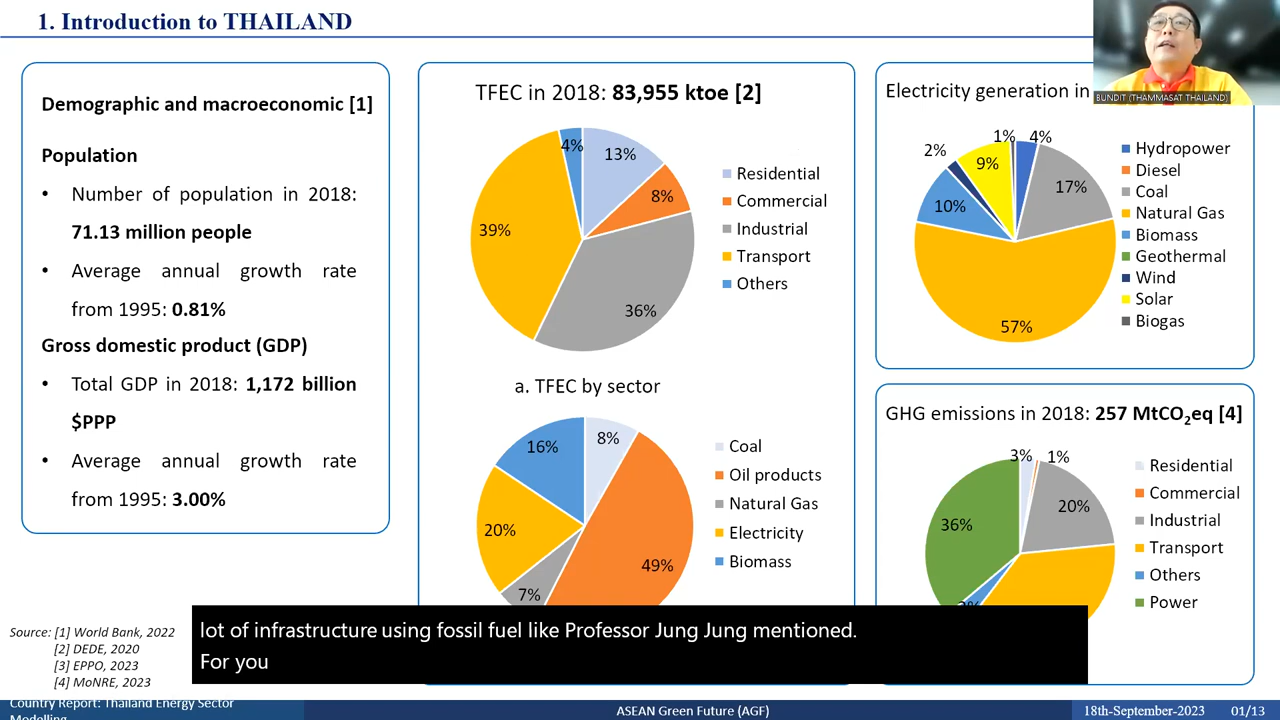 1. Introduction to THAILAND
BUNDIT (THAMMASAT THAILAND)
Demographic and macroeconomic [1]
Population
• Number of population in 2018:
71.13 million people
• Average annual growth rate
from 1995: 0.81%
Gross domestic product (GDP)
• Total GDP in 2018: 1,172 billion
$PPP
• Average annual growth rate
from 1995: 3.00%
TFEC in 2018: 83,955 ktoe [2]
4%
13%
8%
39%
36%
Residential
Commercial
Industrial
Transport
Others
a. TFEC by sector
16%
8%
20%
49%
7%
Coal
Oil products
Natural Gas
Electricity
Biomass
Electricity generation in
1%
4%
2%
9%
17%
10%
57%
Hydropower
Diesel
Coal
Natural Gas
Biomass
Geothermal
Wind
Solar
Biogas
GHG emissions in 2018: 257 MtCO₂eq [4]
3%
1%
20%
36%
Residential
Commercial
Industrial
Transport
Others
Power
lot of infrastructure using fossil fuel like Professor Jung Jung mentioned.
For you
Source: [1] World Bank, 2022
[2] DEDE, 2020
[3] EPPO, 2023
[4] MoNRE, 2023
Country Report: Thailand Energy Sector
Modelling
ASEAN Green Future (AGF)
18th-September-2023
01/13